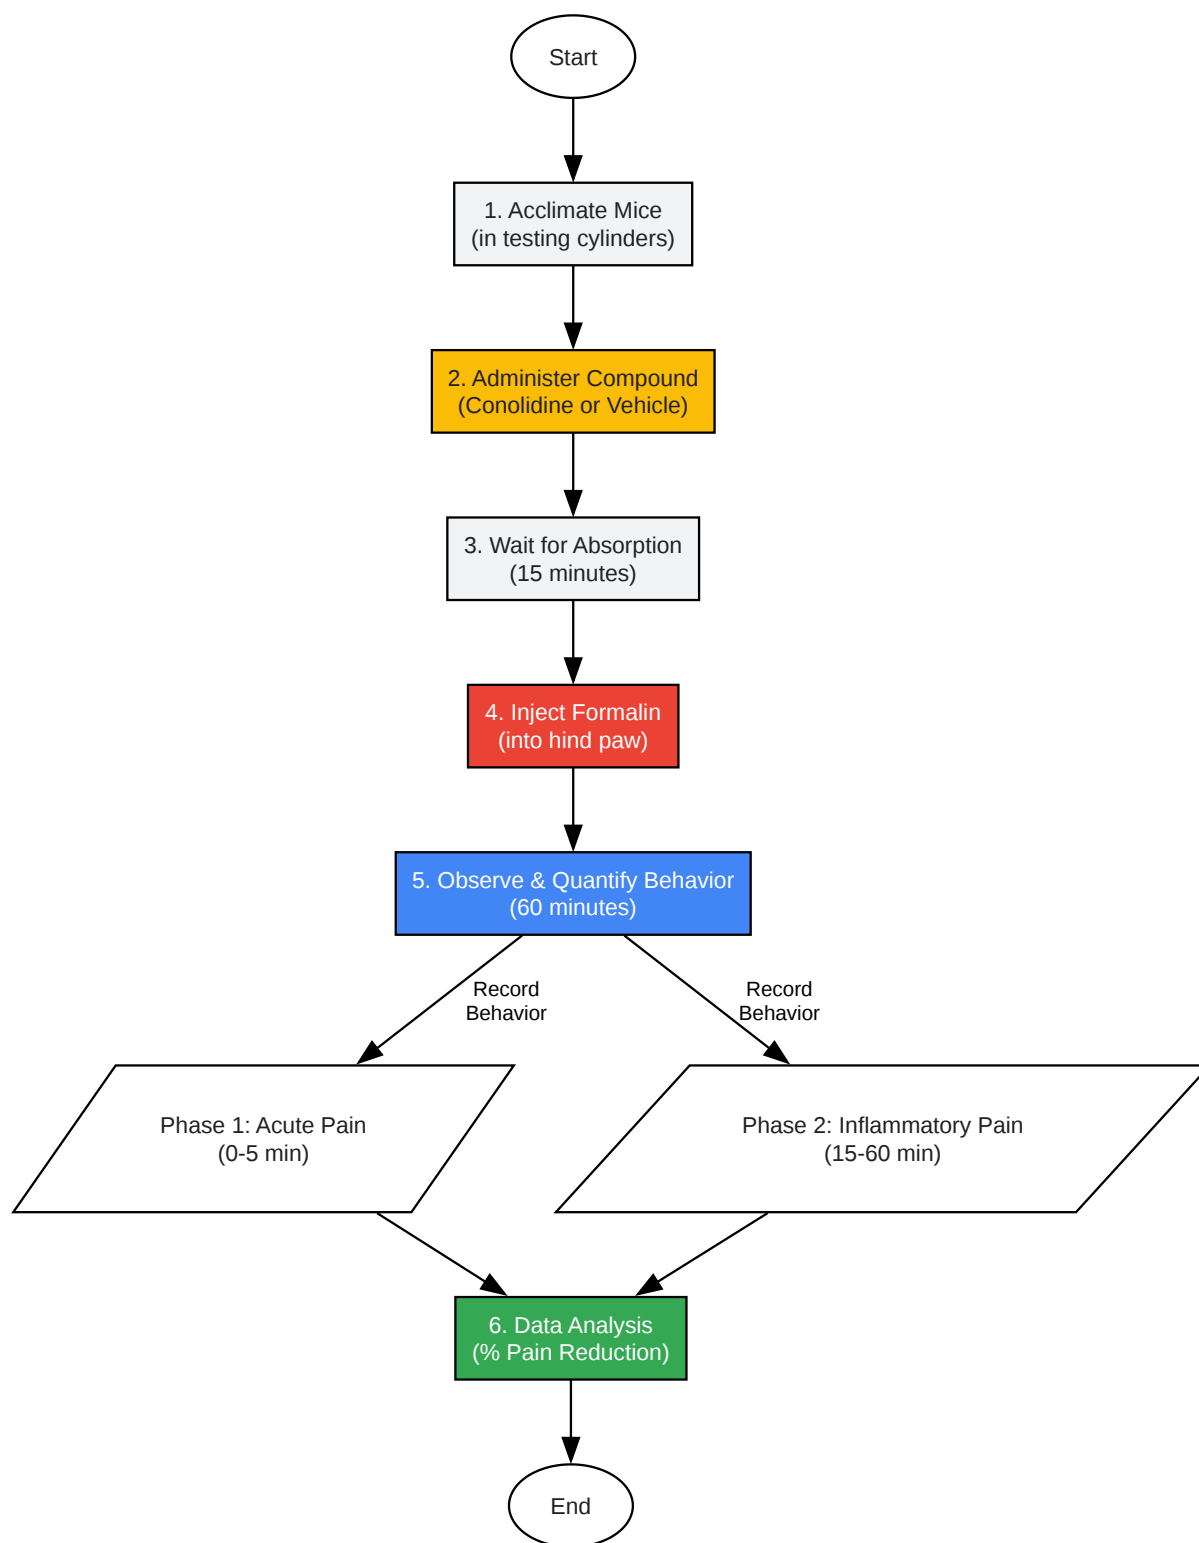 Start
1. Acclimate Mice
(in testing cylinders)
2. Administer Compound
(Conolidine or Vehicle)
3. Wait for Absorption
(15 minutes)
4. Inject Formalin
(into hind paw)
5. Observe & Quantify Behavior
(60 minutes)
Record
Behavior
Record
Behavior
Phase 1: Acute Pain
(0-5 min)
Phase 2: Inflammatory Pain
(15-60 min)
6. Data Analysis
(% Pain Reduction)
End